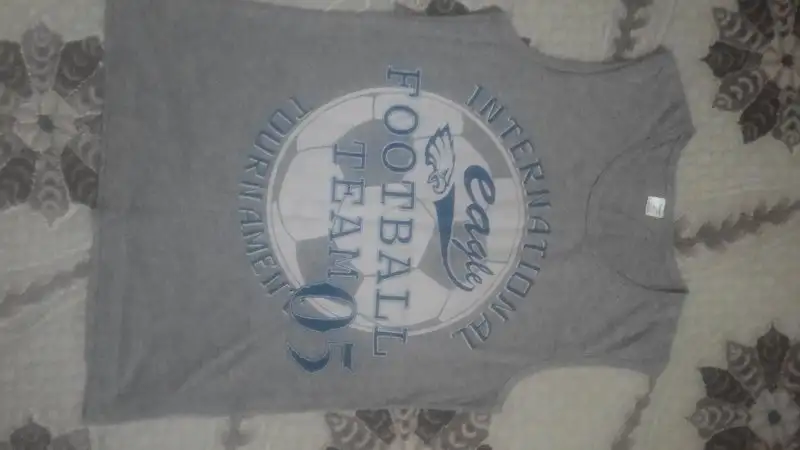 INTERNATIONAL
eagle
FOOTBALL
TEAM 05
TOURNAMENT